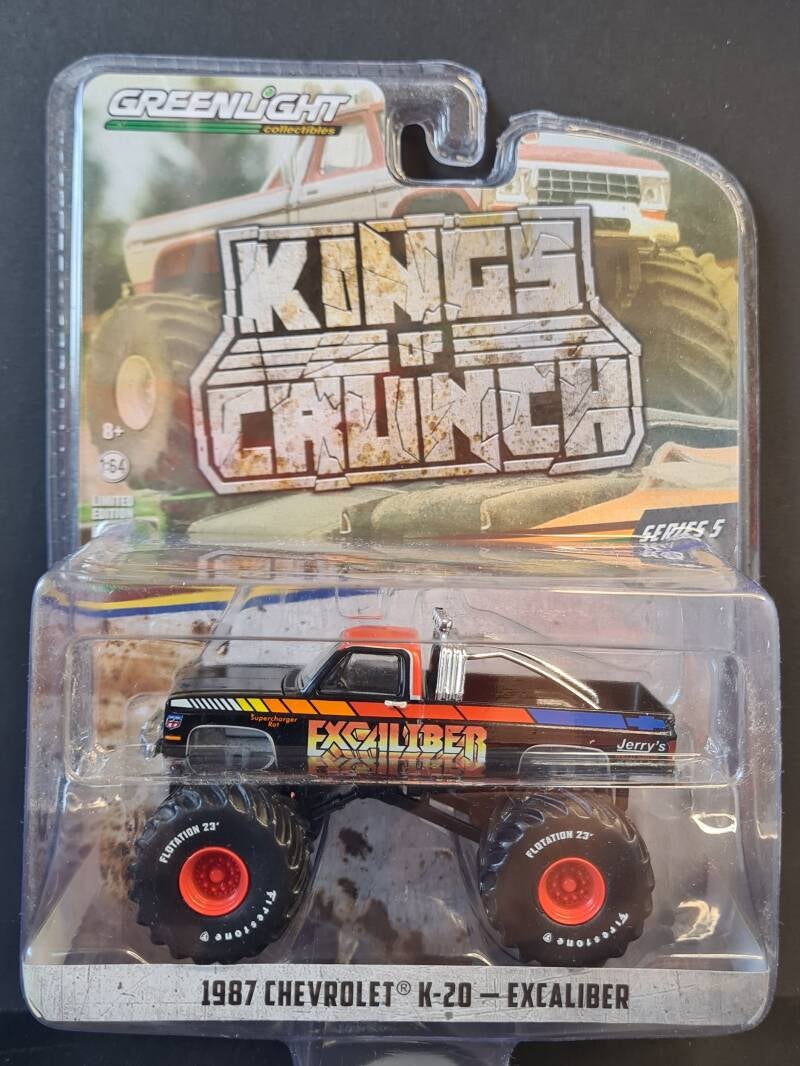 GREENLiGHT
collectibles
KINGS
OF
CRUNCH
8+
1:64
LIMITED
EDITION
SERIES 5
Supercharger
Rat
EXCALIBER
Jerry's
FLOTATION 23°
Firestone
FLOTATION 23°
Firestone
1987 CHEVROLET® K-20 — EXCALIBER